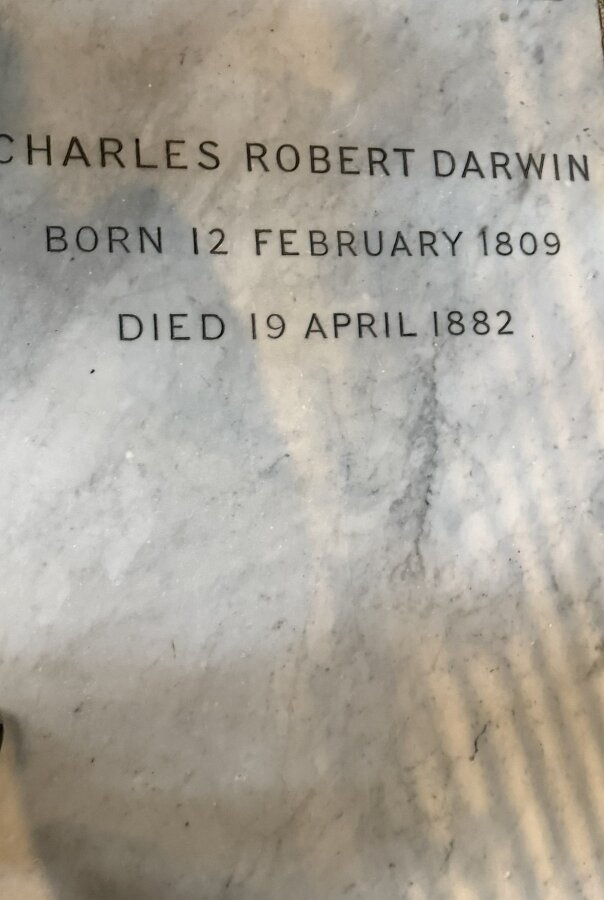 CHARLES ROBERT DARWIN
BORN 12 FEBRUARY 1809
DIED 19 APRIL 1882